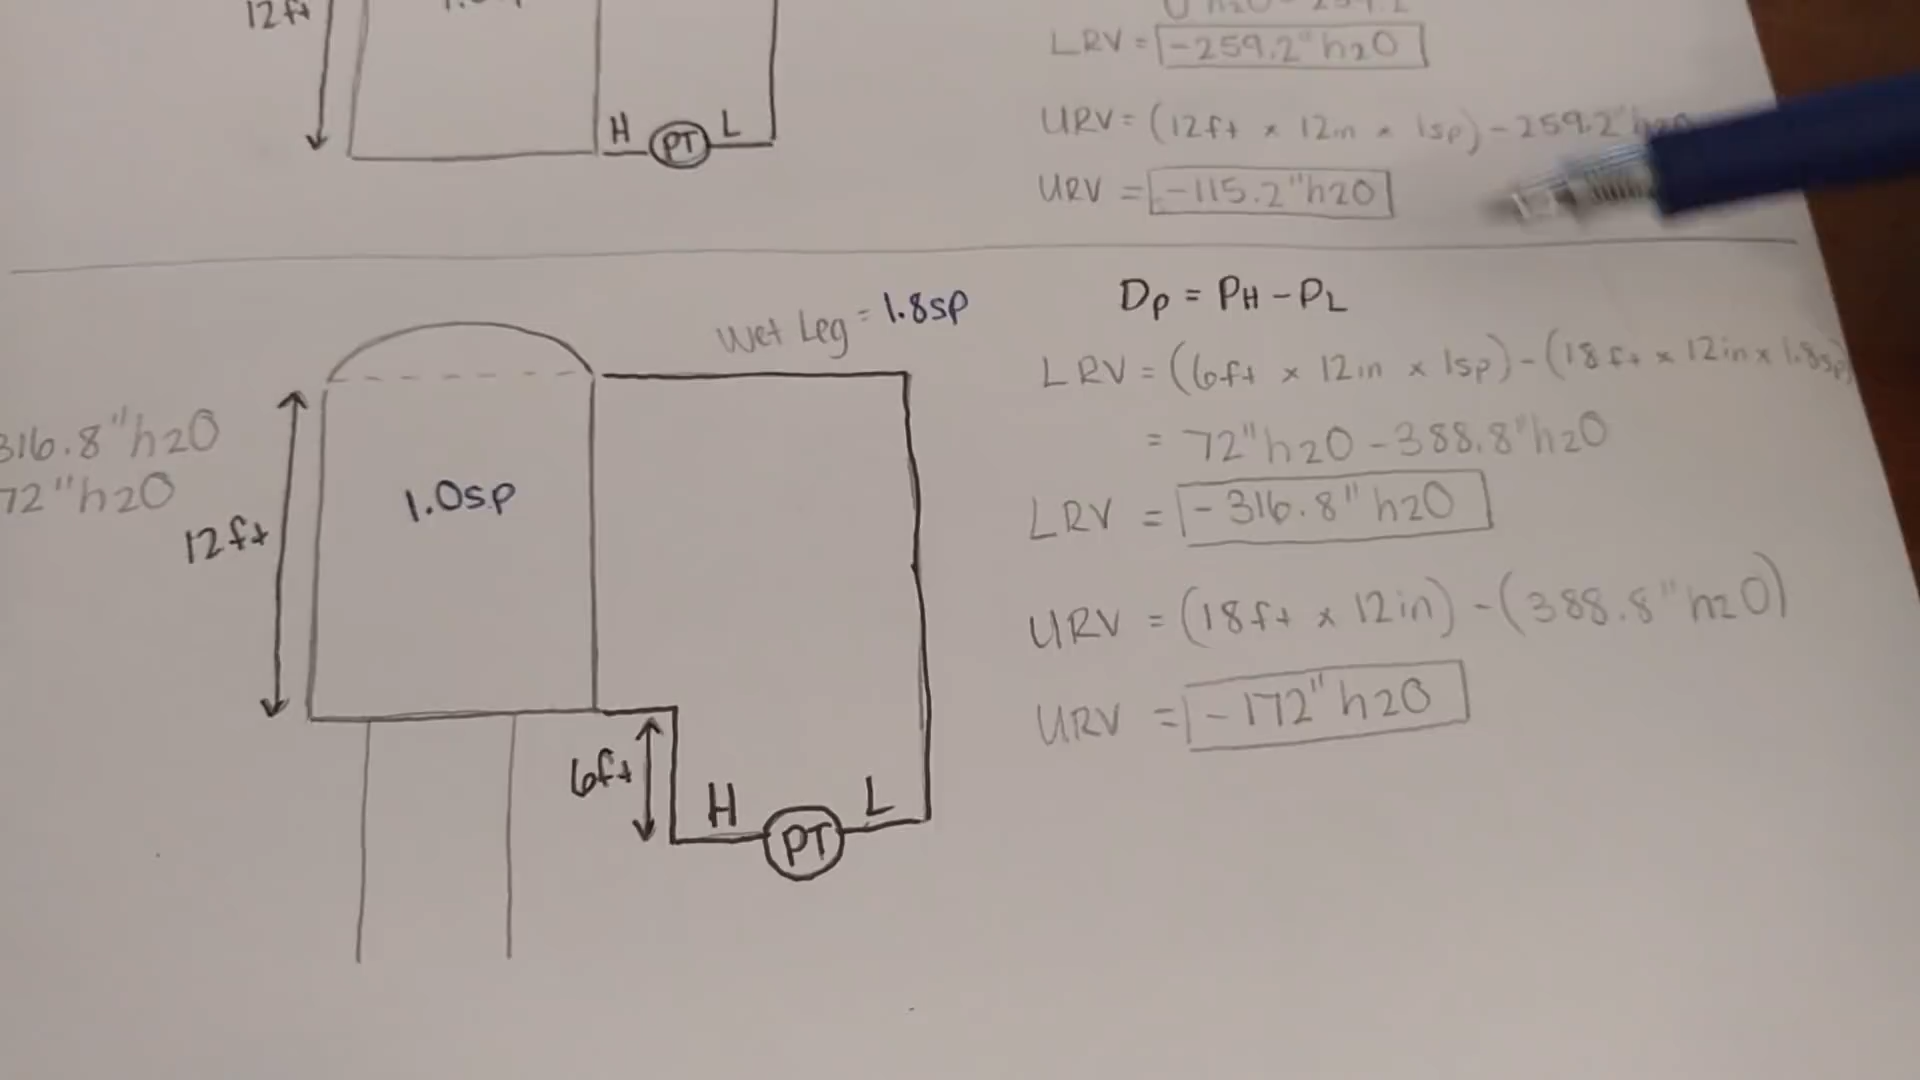 12ft
H PT L
LRV = -259.2"h2O
URV = (12ft × 12in × 1sp) - 259.2"h2O
URV = -115.2"h2O
Wet Leg = 1.8sp
316.8"h2O
72"h2O
12ft
1.0sp
6ft
H PT L
Dp = PH - PL
LRV = (6ft × 12in × 1sp) - (18ft × 12in × 1.8sp)
= 72"h2O - 388.8"h2O
LRV = -316.8"h2O
URV = (18ft × 12in) - (388.8"h2O)
URV = -172"h2O